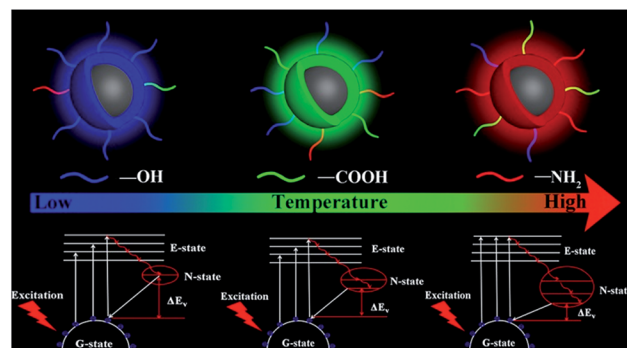 —OH
—COOH
—NH₂
Low
Temperature
High
E-state
N-state
Excitation
ΔEᵥ
G-state
E-state
N-state
Excitation
ΔEᵥ
G-state
E-state
N-state
Excitation
ΔEᵥ
G-state